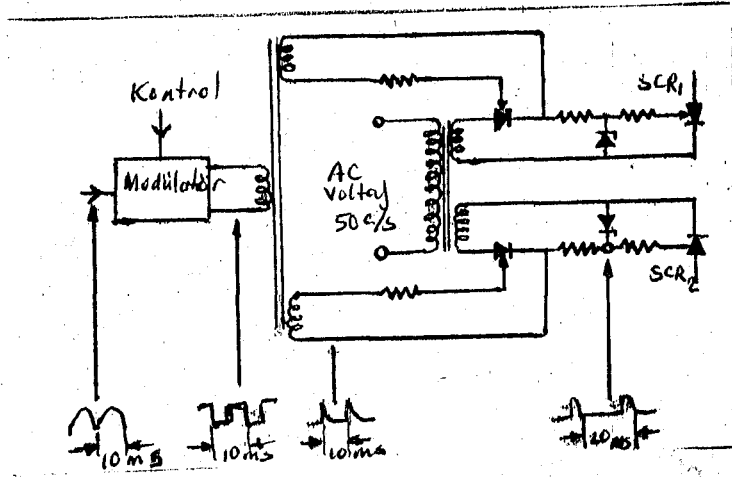 Kontrol
Modülatör
AC
Voltaj
50 c/s
SCR1
SCR2
10 ms
10 ms
10 ms
20 ms